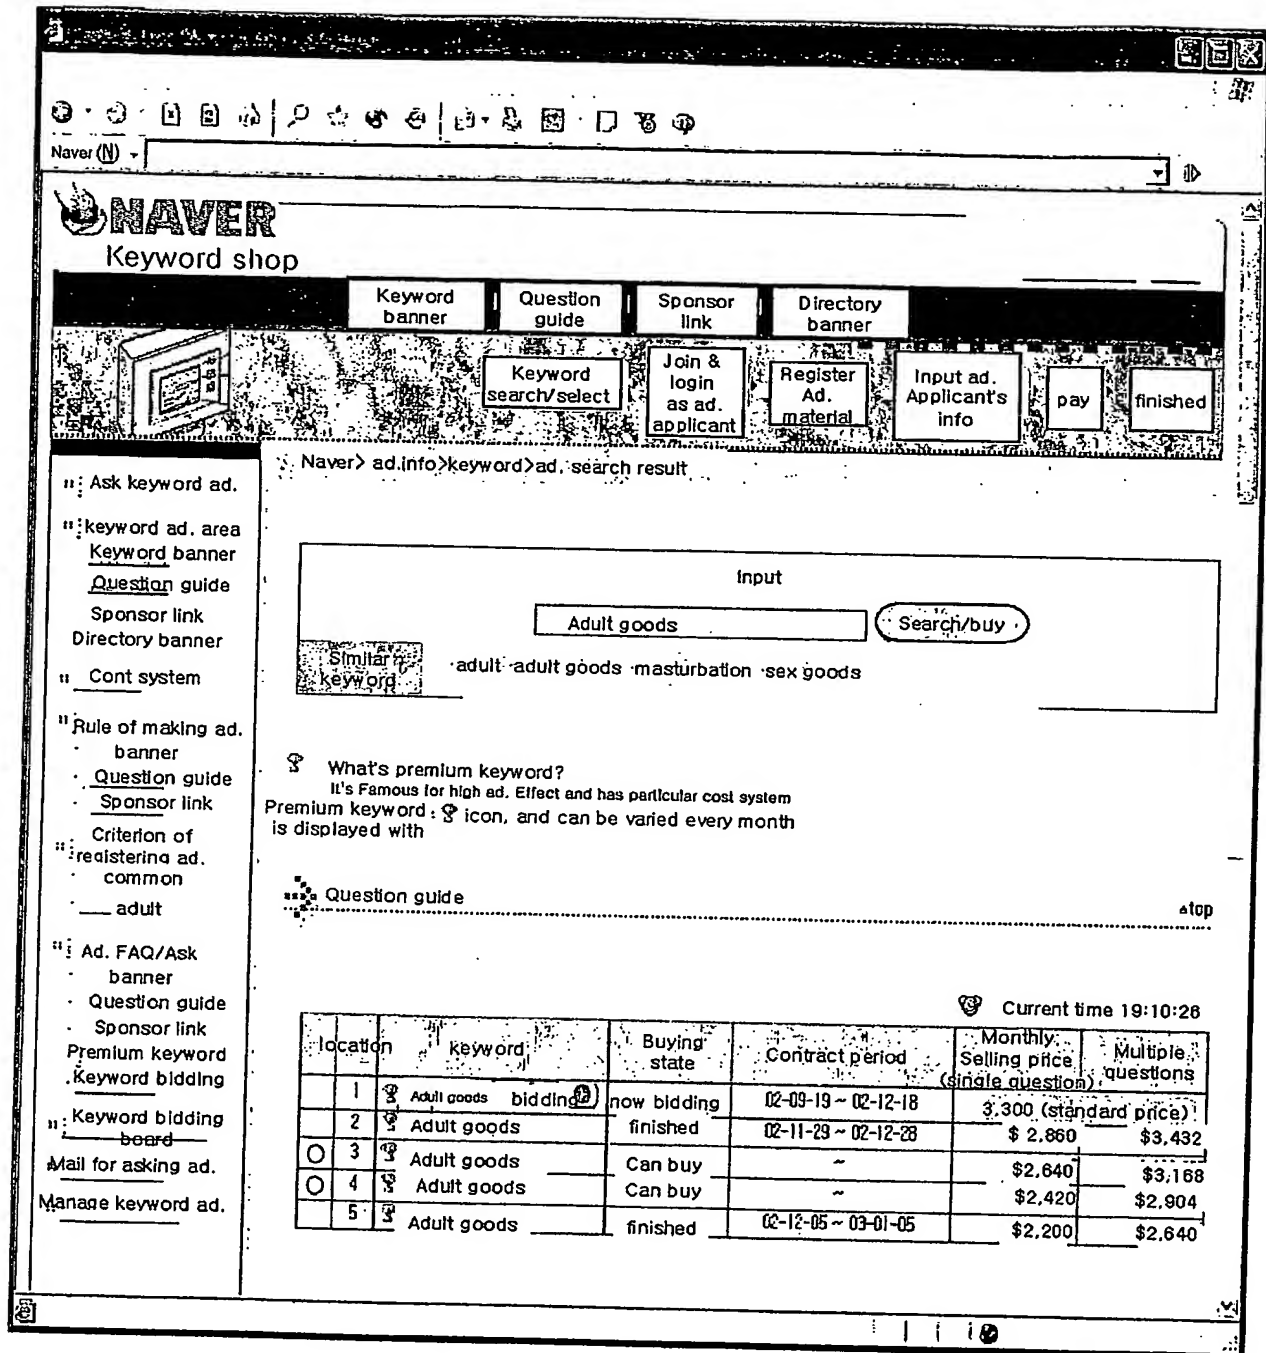 Naver (N)
NAVER
Keyword shop
Keyword banner
Question guide
Sponsor link
Directory banner
Keyword search/select
Join & login as ad. applicant
Register Ad. material
Input ad. Applicant's info
pay
finished
Naver> ad.info>keyword>ad. search result
Ask keyword ad.
keyword ad. area
Keyword banner
Question guide
Sponsor link
Directory banner
Cont system
Rule of making ad.
banner
Question guide
Sponsor link
Criterion of
registering ad.
common
adult
Ad. FAQ/Ask
banner
Question guide
Sponsor link
Premium keyword
Keyword bidding
Keyword bidding
board
Mail for asking ad.
Manage keyword ad.
Input
Adult goods
Search/buy
Similar keyword
·adult ·adult goods ·masturbation ·sex goods
What's premium keyword?
It's Famous for high ad. Effect and has particular cost system
Premium keyword : icon, and can be varied every month
is displayed with
Question guide
top
Current time 19:10:26
location keyword Buying state Contract period Monthly Selling price (single question) Multiple questions
1 Adult goods bidding now bidding 02-09-19 ~ 02-12-18 3,300 (standard price)
2 Adult goods finished 02-11-29 ~ 02-12-28 $ 2,860 $3,432
3 Adult goods Can buy ~ $2,640 $3,168
4 Adult goods Can buy ~ $2,420 $2,904
5 Adult goods finished 02-12-05 ~ 03-01-05 $2,200 $2,640